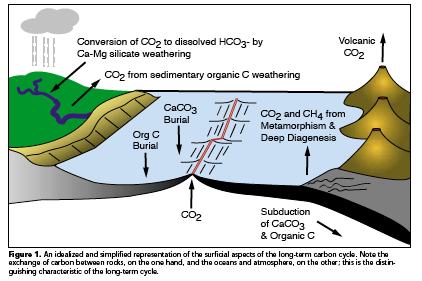 Conversion of CO2 to dissolved HCO3- by
Ca-Mg silicate weathering
CO2 from sedimentary organic C weathering
Volcanic
CO2
CaCO3
Burial
Org C
Burial
CO2 and CH4 from
Metamorphism &
Deep Diagenesis
CO2
Subduction
of CaCO3
& Organic C
Figure 1. An idealized and simplified representation of the surficial aspects of the long-term carbon cycle. Note the
exchange of carbon between rocks, on the one hand, and the oceans and atmosphere, on the other; this is the distin-
guishing characteristic of the long-term cycle.